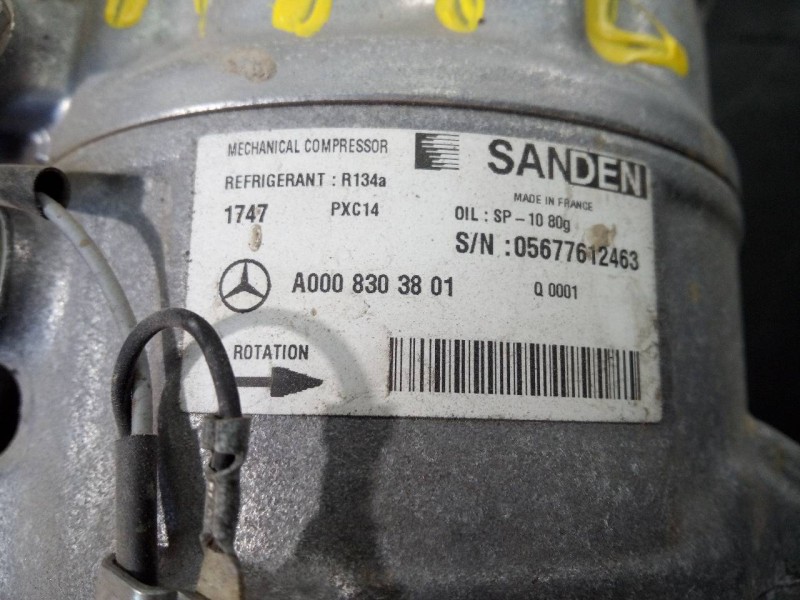 MECHANICAL COMPRESSOR
SANDEN
REFRIGERANT : R134a
MADE IN FRANCE
1747 PXC14
OIL : SP - 10 80g
S/N : 05677612463
A000 830 38 01
Q 0001
ROTATION